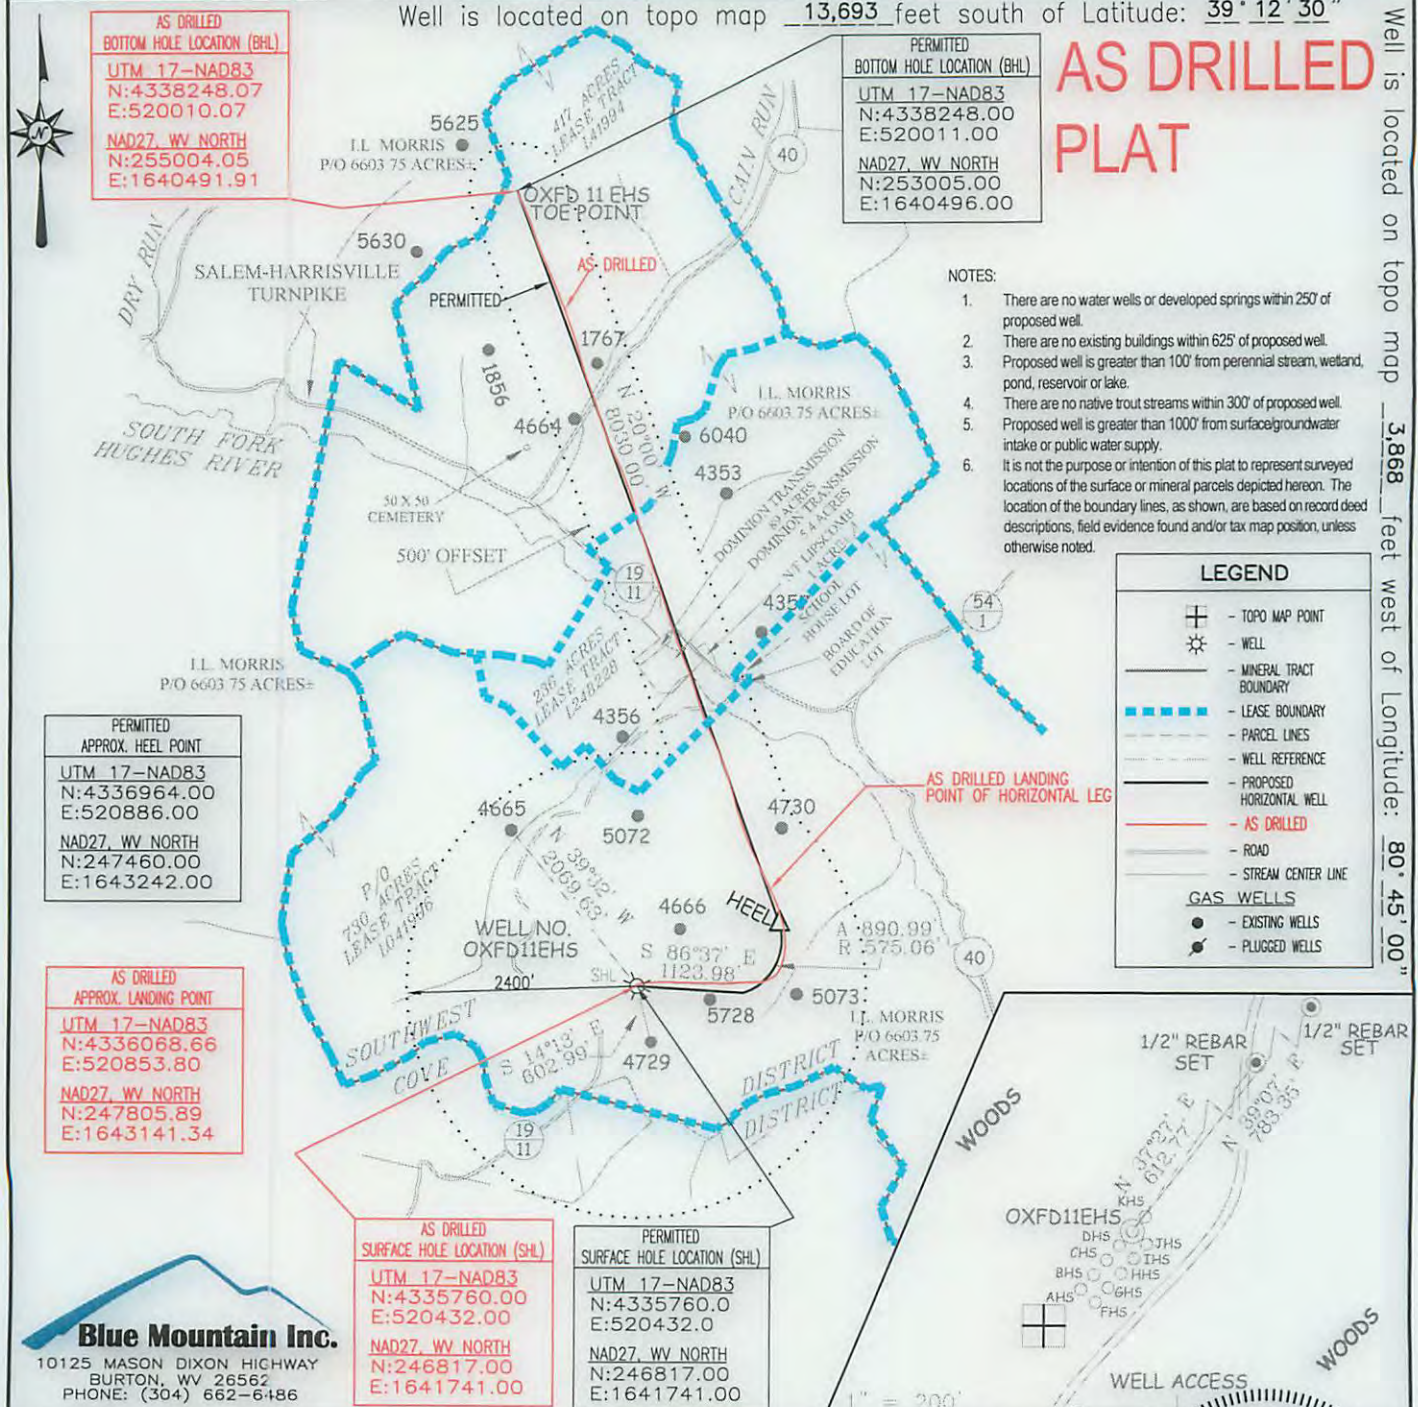 Well is located on topo map 13,693 feet south of Latitude: 39° 12' 30"
Well is located on topo map 3,868 feet west of Longitude: 80° 45' 00"
AS DRILLED
PLAT
AS DRILLED
BOTTOM HOLE LOCATION (BHL)
UTM 17-NAD83
N:4338248.07
E:520010.07
NAD27, WV NORTH
N:255004.05
E:1640491.91
PERMITTED
BOTTOM HOLE LOCATION (BHL)
UTM 17-NAD83
N:4338248.00
E:520011.00
NAD27, WV NORTH
N:253005.00
E:1640496.00
N
417 ACRES
LEASE TRACT
L41994
5625
I.L. MORRIS
P/O 6603 75 ACRES±
CAIN RUN
40
OXFD 11 EHS
TOE POINT
5630
DRY RUN
SALEM-HARRISVILLE
TURNPIKE
AS DRILLED
PERMITTED
1767
1856
4664
N 20°00' W
8030.00'
SOUTH FORK
HUGHES RIVER
I.L. MORRIS
P/O 6603.75 ACRES±
6040
4353
50 X 50
CEMETERY
500' OFFSET
DOMINION TRANSMISSION
89 ACRES
DOMINION TRANSMISSION
5.4 ACRES
N/F LIPSCOMB
1 ACRE
SCHOOL
HOUSE LOT
BOARD OF
EDUCATION
LOT
19
11
54
1
NOTES:
1. There are no water wells or developed springs within 250' of
proposed well.
2. There are no existing buildings within 625' of proposed well.
3. Proposed well is greater than 100' from perennial stream, wetland,
pond, reservoir or lake.
4. There are no native trout streams within 300' of proposed well.
5. Proposed well is greater than 1000' from surface/groundwater
intake or public water supply.
6. It is not the purpose or intention of this plat to represent surveyed
locations of the surface or mineral parcels depicted hereon. The
location of the boundary lines, as shown, are based on record deed
descriptions, field evidence found and/or tax map position, unless
otherwise noted.
LEGEND
- TOPO MAP POINT
- WELL
- MINERAL TRACT
BOUNDARY
- LEASE BOUNDARY
- PARCEL LINES
- WELL REFERENCE
- PROPOSED
HORIZONTAL WELL
- AS DRILLED
- ROAD
- STREAM CENTER LINE
GAS WELLS
- EXISTING WELLS
- PLUGGED WELLS
I.L. MORRIS
P/O 6603 75 ACRES±
236 ACRES
LEASE TRACT
L248228
4356
PERMITTED
APPROX. HEEL POINT
UTM 17-NAD83
N:4336964.00
E:520886.00
NAD27, WV NORTH
N:247460.00
E:1643242.00
AS DRILLED LANDING
POINT OF HORIZONTAL LEG
4665
5072
4730
N 39°32' W
2069.63'
P/O
730 ACRES
LEASE TRACT
WELL NO.
OXFD11EHS
4666
HEEL
A 890.99'
R 575.06'
S 86°37' E
1123.98'
SHL
2400'
40
5073
5728
I.L. MORRIS
P/O 6603.75
ACRES±
SOUTHWEST
COVE
S 14°13' E
602.99'
4729
DISTRICT
DISTRICT
19
11
AS DRILLED
APPROX. LANDING POINT
UTM 17-NAD83
N:4336068.66
E:520853.80
NAD27, WV NORTH
N:247805.89
E:1643141.34
AS DRILLED
SURFACE HOLE LOCATION (SHL)
UTM 17-NAD83
N:4335760.00
E:520432.00
NAD27, WV NORTH
N:246817.00
E:1641741.00
PERMITTED
SURFACE HOLE LOCATION (SHL)
UTM 17-NAD83
N:4335760.0
E:520432.0
NAD27, WV NORTH
N:246817.00
E:1641741.00
Blue Mountain Inc.
10125 MASON DIXON HIGHWAY
BURTON, WV 26562
PHONE: (304) 662-6486
1/2" REBAR
SET
1/2" REBAR
SET
WOODS
N 37°27' E
612.77'
N 39°07' E
783.35'
KHS
OXFD11EHS
DHS
JHS
CHS
IHS
BHS
HHS
AHS
GHS
FHS
WOODS
WELL ACCESS
1" = 200'